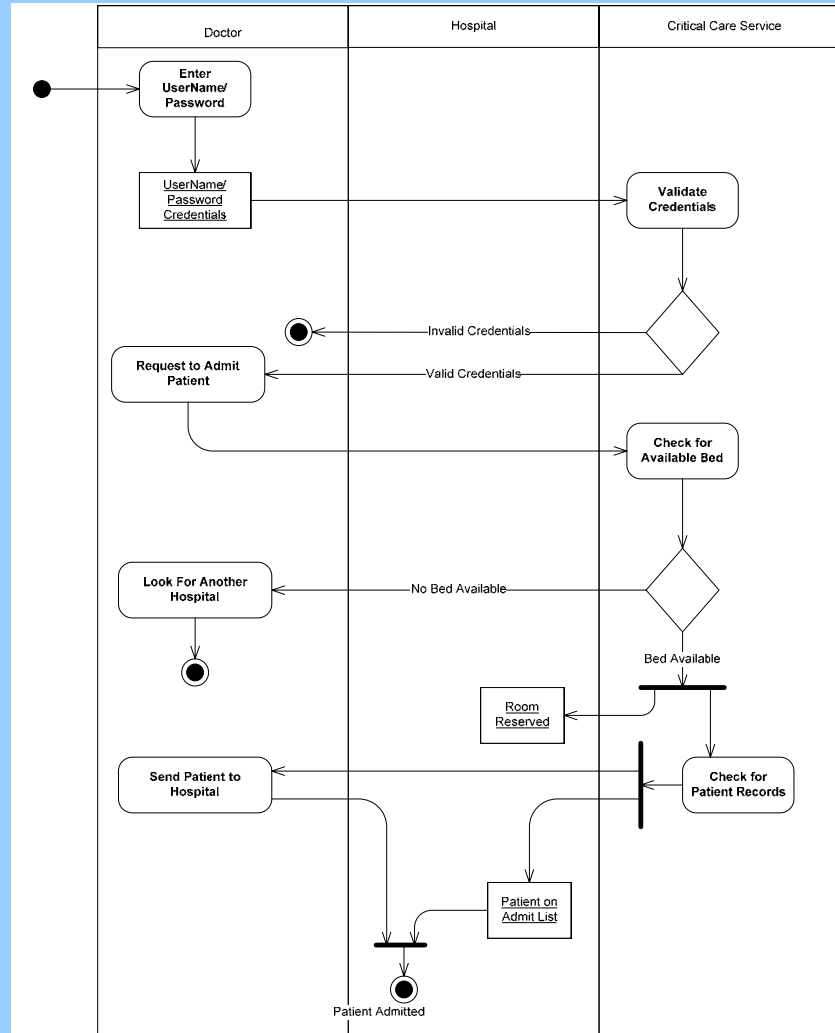 Doctor
Hospital
Critical Care Service
Enter
UserName/
Password
UserName/
Password
Credentials
Validate
Credentials
Invalid Credentials
Request to Admit
Patient
Valid Credentials
Check for
Available Bed
Look For Another
Hospital
No Bed Available
Bed Available
Room
Reserved
Send Patient to
Hospital
Check for
Patient Records
Patient on
Admit List
Patient Admitted